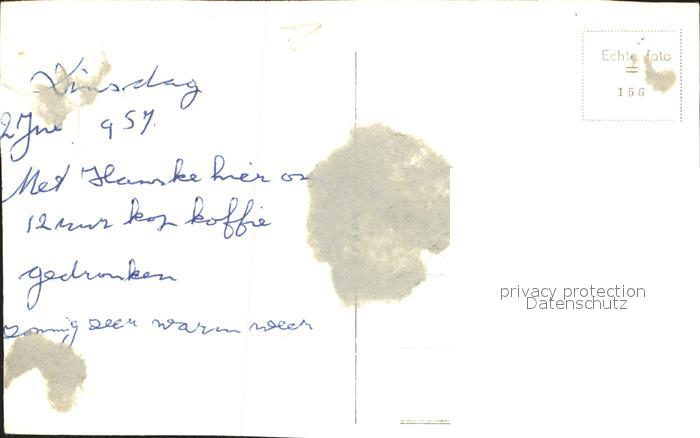 Dinsdag
2 Jue 957.
Met Hanske hier om
12 uur kop koffie
gedronken
zonnig zeer warm weer
Echte foto
=
156
privacy protection
Datenschutz